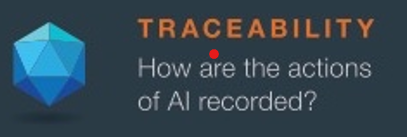 TRACEABILITY
How are the actions
of AI recorded?